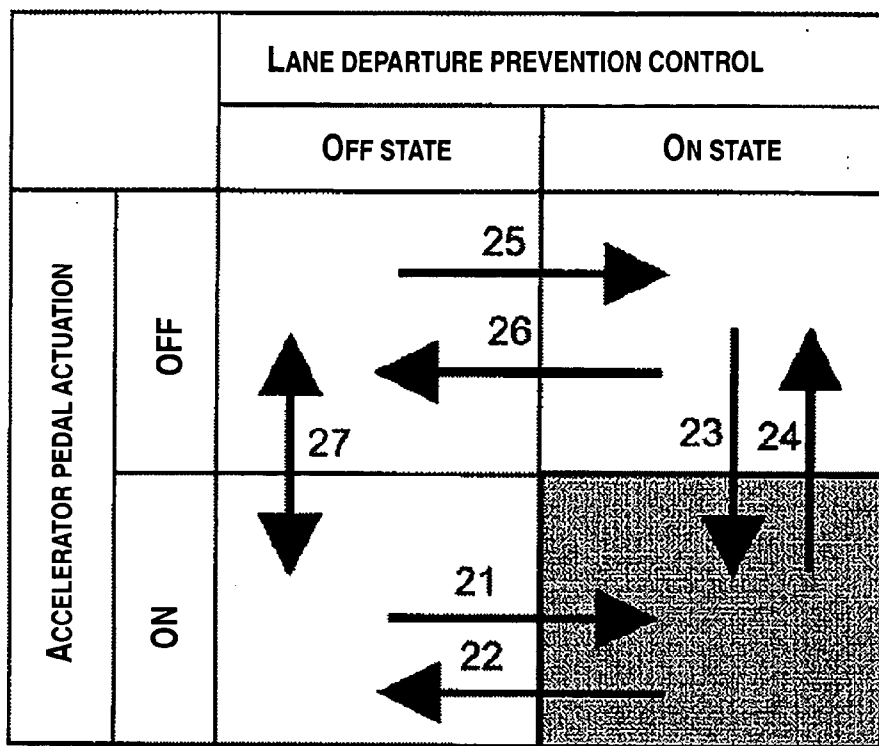 LANE DEPARTURE PREVENTION CONTROL
OFF STATE
ON STATE
ACCELERATOR PEDAL ACTUATION
OFF
25
26
27
23
24
ON
21
22